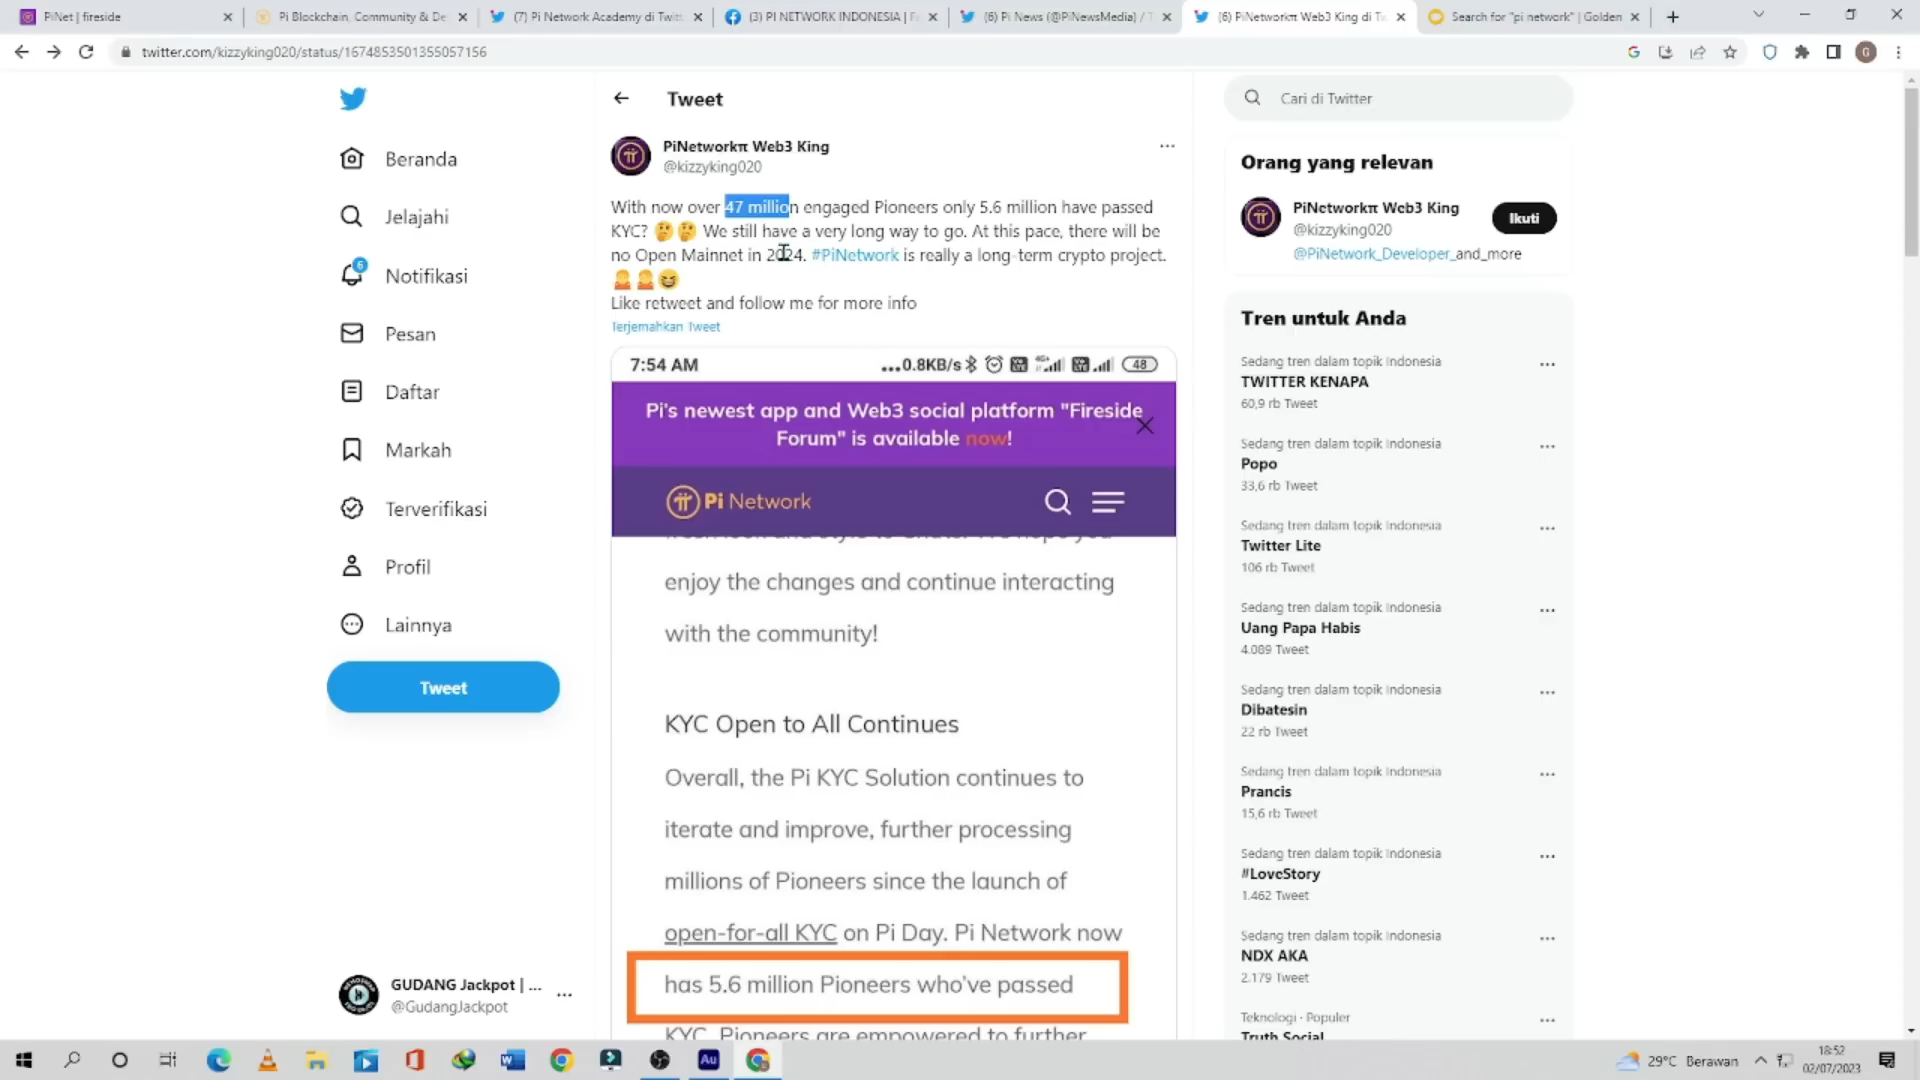 PiNet | fireside
Pi Blockchain, Community & De
(7) Pi Network Academy di Twitt
(3) PI NETWORK INDONESIA | F
(6) Pi News (@PiNewsMedia) / T
(6) PiNetworkπ Web3 King di Tw
Search for "pi network" | Golden
twitter.com/kizzyking020/status/1674853501355057156
G
Beranda
Jelajahi
6
Notifikasi
Pesan
Daftar
Markah
Terverifikasi
Profil
Lainnya
Tweet
GUDANG Jackpot | ...
@GudangJackpot
Tweet
PiNetworkπ Web3 King
@kizzyking020
With now over 47 million engaged Pioneers only 5.6 million have passed
KYC? 🤔🤔 We still have a very long way to go. At this pace, there will be
no Open Mainnet in 2024. #PiNetwork is really a long-term crypto project.
Like retweet and follow me for more info
Terjemahkan Tweet
7:54 AM
...0.8KB/s
4G+
48
Pi's newest app and Web3 social platform "Fireside
Forum" is available now!
Pi Network
enjoy the changes and continue interacting
with the community!
KYC Open to All Continues
Overall, the Pi KYC Solution continues to
iterate and improve, further processing
millions of Pioneers since the launch of
open-for-all KYC on Pi Day. Pi Network now
has 5.6 million Pioneers who've passed
KYC. Pioneers are empowered to further
Cari di Twitter
Orang yang relevan
PiNetworkπ Web3 King
@kizzyking020
Ikuti
@PiNetwork_Developer_and_more
Tren untuk Anda
Sedang tren dalam topik Indonesia
TWITTER KENAPA
60,9 rb Tweet
Sedang tren dalam topik Indonesia
Popo
33,6 rb Tweet
Sedang tren dalam topik Indonesia
Twitter Lite
106 rb Tweet
Sedang tren dalam topik Indonesia
Uang Papa Habis
4.089 Tweet
Sedang tren dalam topik Indonesia
Dibatesin
22 rb Tweet
Sedang tren dalam topik Indonesia
Prancis
15,6 rb Tweet
Sedang tren dalam topik Indonesia
#LoveStory
1.462 Tweet
Sedang tren dalam topik Indonesia
NDX AKA
2.179 Tweet
Teknologi · Populer
Truth Social
Au
29°C Berawan
18:52
02/07/2023